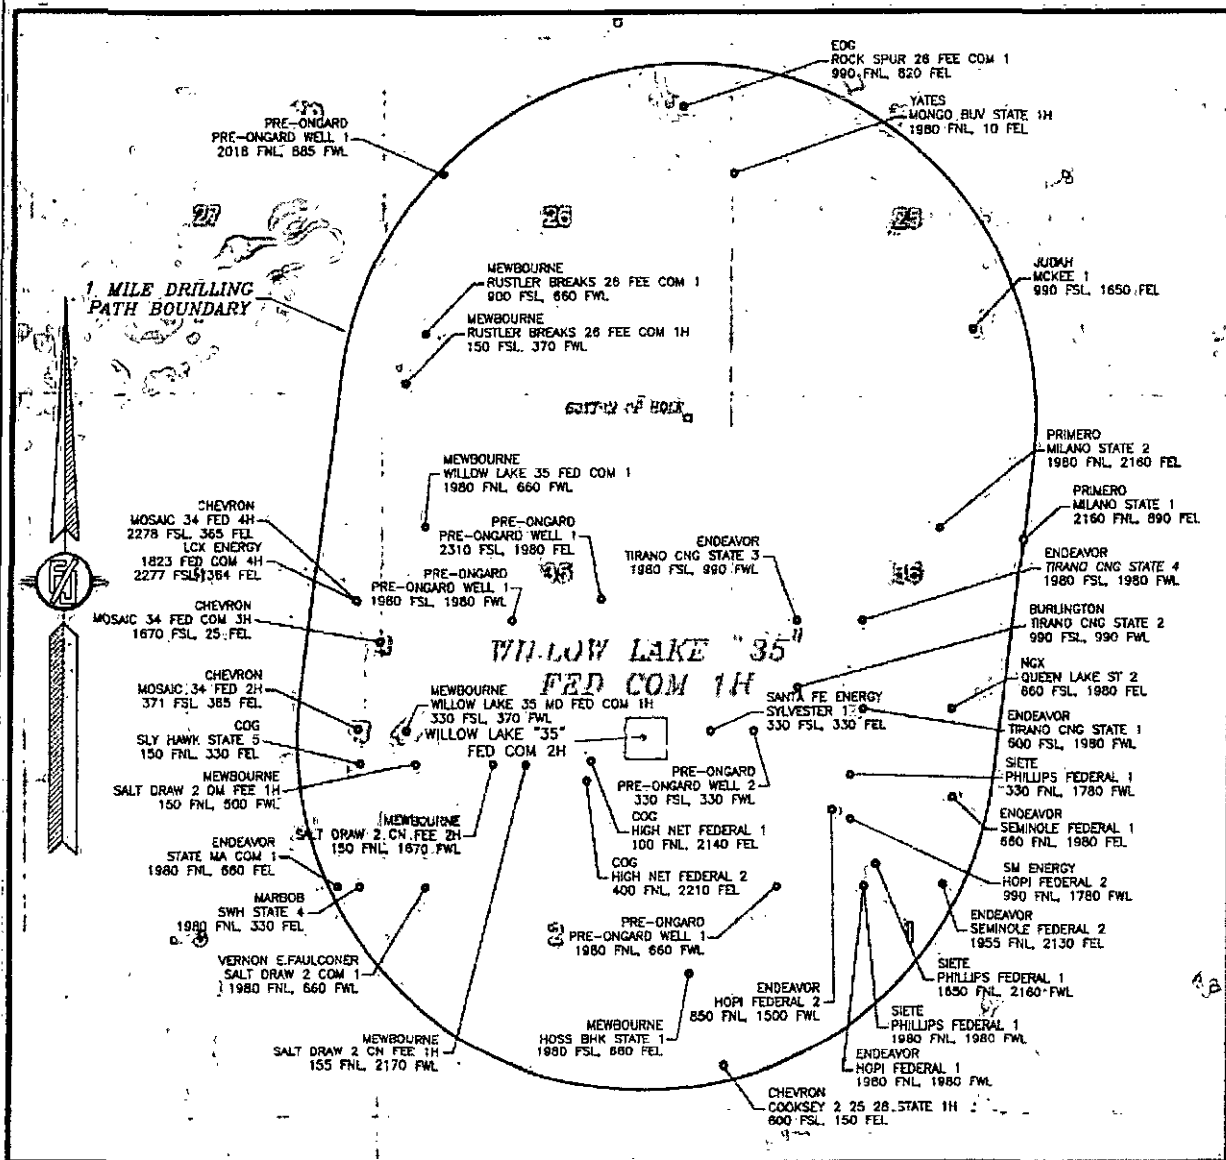 EOG
ROCK SPUR 26 FEE COM 1
990 FNL, 820 FEL
YATES
MONGO BUV STATE 1H
1980 FNL, 10 FEL
PRE-ONGARD
PRE-ONGARD WELL 1
2018 FNL, 885 FWL
27
26
25
JUDAH
MCKEE 1
990 FSL, 1650 FEL
1 MILE DRILLING
PATH BOUNDARY
MEWBOURNE
RUSTLER BREAKS 26 FEE COM 1
900 FSL, 660 FWL
MEWBOURNE
RUSTLER BREAKS 26 FEE COM 1H
150 FSL, 370 FWL
OF HOLE
MEWBOURNE
WILLOW LAKE 35 FED COM 1
1980 FNL, 660 FWL
PRIMERO
MILANO STATE 2
1980 FNL, 2160 FEL
PRIMERO
MILANO STATE 1
2160 FNL, 890 FEL
CHEVRON
MOSAIC 34 FED 4H
2278 FSL, 365 FEL
LCX ENERGY
1823 FED COM 4H
2277 FSL, 1364 FEL
PRE-ONGARD
PRE-ONGARD WELL 1
2310 FSL, 1980 FEL
ENDEAVOR
TIRANO CNG STATE 3
1980 FSL, 990 FWL
ENDEAVOR
TIRANO CNG STATE 4
1980 FSL, 1980 FWL
PRE-ONGARD
PRE-ONGARD WELL 1
1980 FSL, 1980 FWL
35
36
CHEVRON
MOSAIC 34 FED COM 3H
1670 FSL, 25 FEL
BURLINGTON
TIRANO CNG STATE 2
990 FSL, 990 FWL
WILLOW LAKE "35"
FED COM 1H
CHEVRON
MOSAIC 34 FED 2H
371 FSL, 365 FEL
MEWBOURNE
WILLOW LAKE 35 MD FED COM 1H
330 FSL, 370 FWL
WILLOW LAKE "35"
FED COM 2H
SANTA FE ENERGY
SYLVESTER 1
330 FSL, 330 FEL
NGX
QUEEN LAKE ST 2
660 FSL, 1980 FEL
ENDEAVOR
TIRANO CNG STATE 1
600 FSL, 1980 FWL
COG
SLY HAWK STATE 5
150 FNL, 330 FEL
MEWBOURNE
SALT DRAW 2 DM FEE 1H
150 FNL, 500 FWL
PRE-ONGARD
PRE-ONGARD WELL 2
330 FSL, 330 FWL
SIETE
PHILLIPS FEDERAL 1
330 FNL, 1780 FWL
MEWBOURNE
SALT DRAW 2 CN FEE 2H
150 FNL, 1670 FWL
COG
HIGH NET FEDERAL 1
100 FNL, 2140 FEL
ENDEAVOR
SEMINOLE FEDERAL 1
660 FNL, 1980 FEL
ENDEAVOR
STATE MA COM 1
1980 FNL, 660 FEL
COG
HIGH NET FEDERAL 2
400 FNL, 2210 FEL
SM ENERGY
HOPI FEDERAL 2
990 FNL, 1780 FWL
MARBOB
SWH STATE 4
1980 FNL, 330 FEL
PRE-ONGARD
PRE-ONGARD WELL 1
1980 FNL, 660 FWL
ENDEAVOR
SEMINOLE FEDERAL 2
1955 FNL, 2130 FEL
VERNON E.FAULCONER
SALT DRAW 2 COM 1
1980 FNL, 660 FWL
ENDEAVOR
HOPI FEDERAL 2
850 FNL, 1500 FWL
SIETE
PHILLIPS FEDERAL 1
1650 FNL, 2160 FWL
MEWBOURNE
SALT DRAW 2 CN FEE 1H
155 FNL, 2170 FWL
MEWBOURNE
HOSS BHK STATE 1
1980 FSL, 660 FEL
SIETE
PHILLIPS FEDERAL 1
1980 FNL, 1980 FWL
ENDEAVOR
HOPI FEDERAL 1
1980 FNL, 1980 FWL
CHEVRON
COOKSEY 2 25 28 STATE 1H
600 FSL, 150 FEL